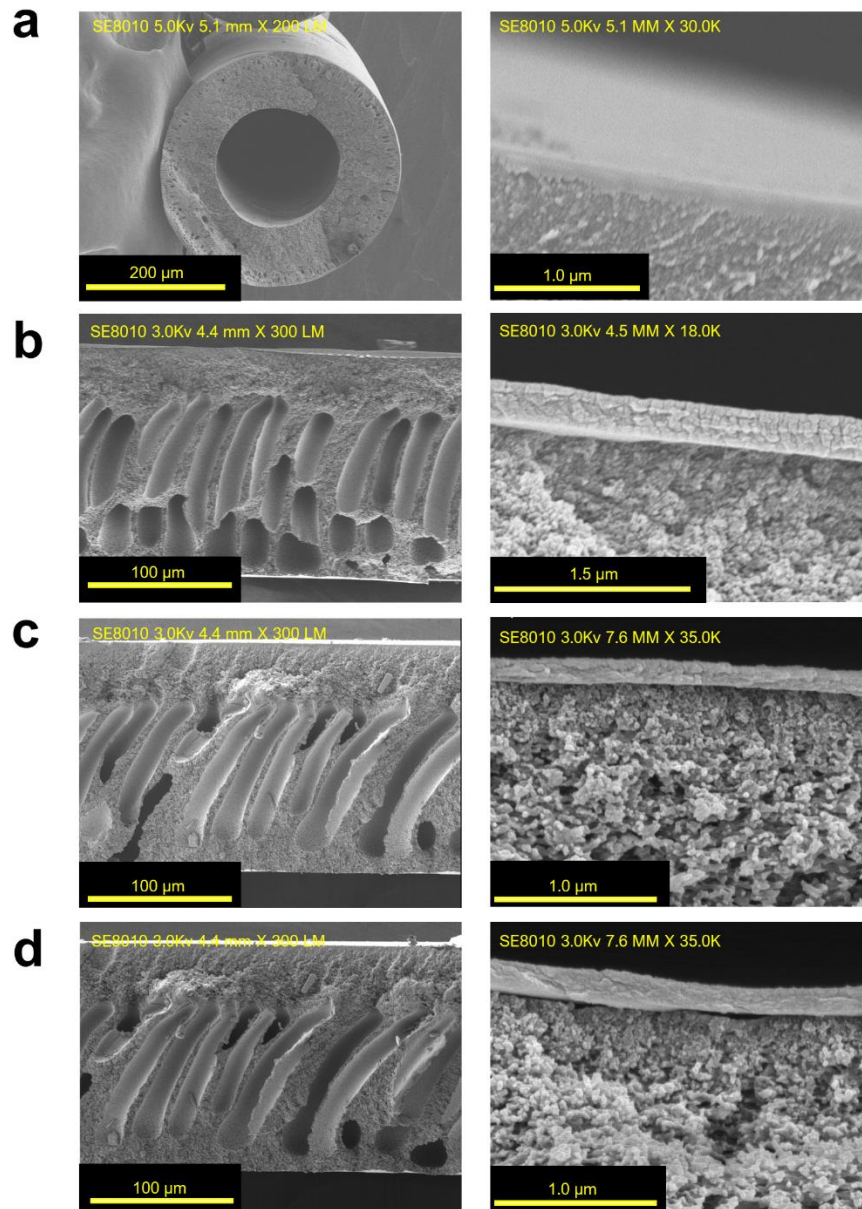 a
SE8010 5.0Kv 5.1 mm X 200 LM
200 µm
SE8010 5.0Kv 5.1 MM X 30.0K
1.0 µm
b
SE8010 3.0Kv 4.4 mm X 300 LM
100 µm
SE8010 3.0Kv 4.5 MM X 18.0K
1.5 µm
c
SE8010 3.0Kv 4.4 mm X 300 LM
100 µm
SE8010 3.0Kv 7.6 MM X 35.0K
1.0 µm
d
SE8010 3.0Kv 4.4 mm X 300 LM
100 µm
SE8010 3.0Kv 7.6 MM X 35.0K
1.0 µm